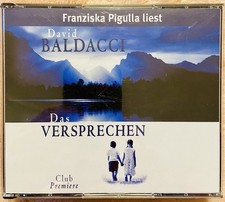 Franziska Pigulla liest
David
BALDACCI
Das
VERSPRECHEN
Club
Premiere